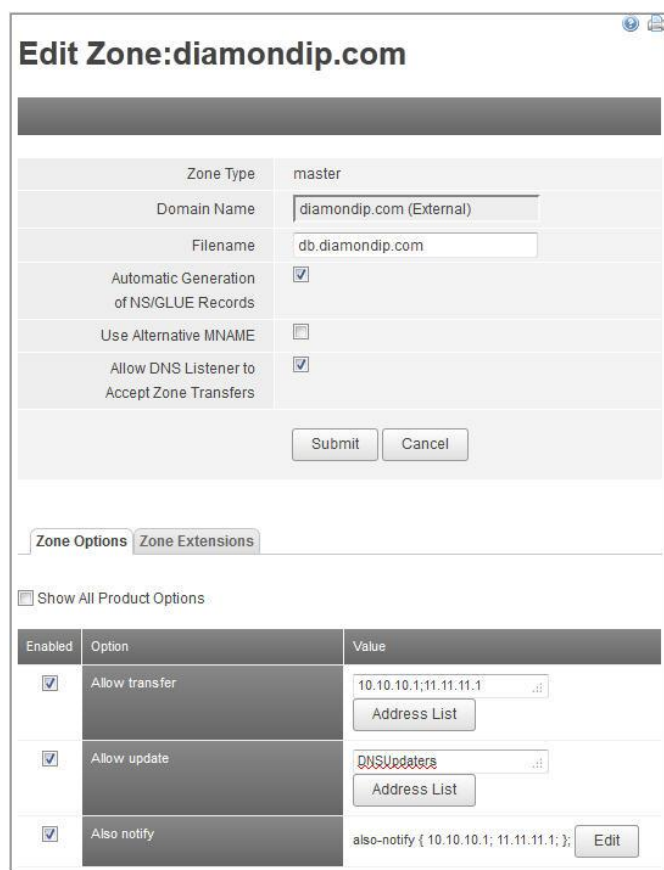 Edit Zone:diamondip.com
Zone Type master
Domain Name diamondip.com (External)
Filename db.diamondip.com
Automatic Generation
of NS/GLUE Records
Use Alternative MNAME
Allow DNS Listener to
Accept Zone Transfers
Submit Cancel
Zone Options Zone Extensions
Show All Product Options
Enabled Option Value
Allow transfer 10.10.10.1;11.11.11.1
Address List
Allow update DNSUpdaters
Address List
Also notify also-notify { 10.10.10.1; 11.11.11.1; }; Edit